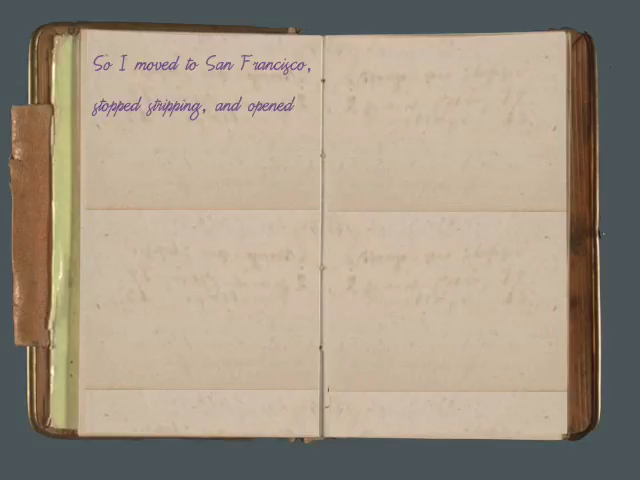 So I moved to San Francisco,
stopped stripping, and opened